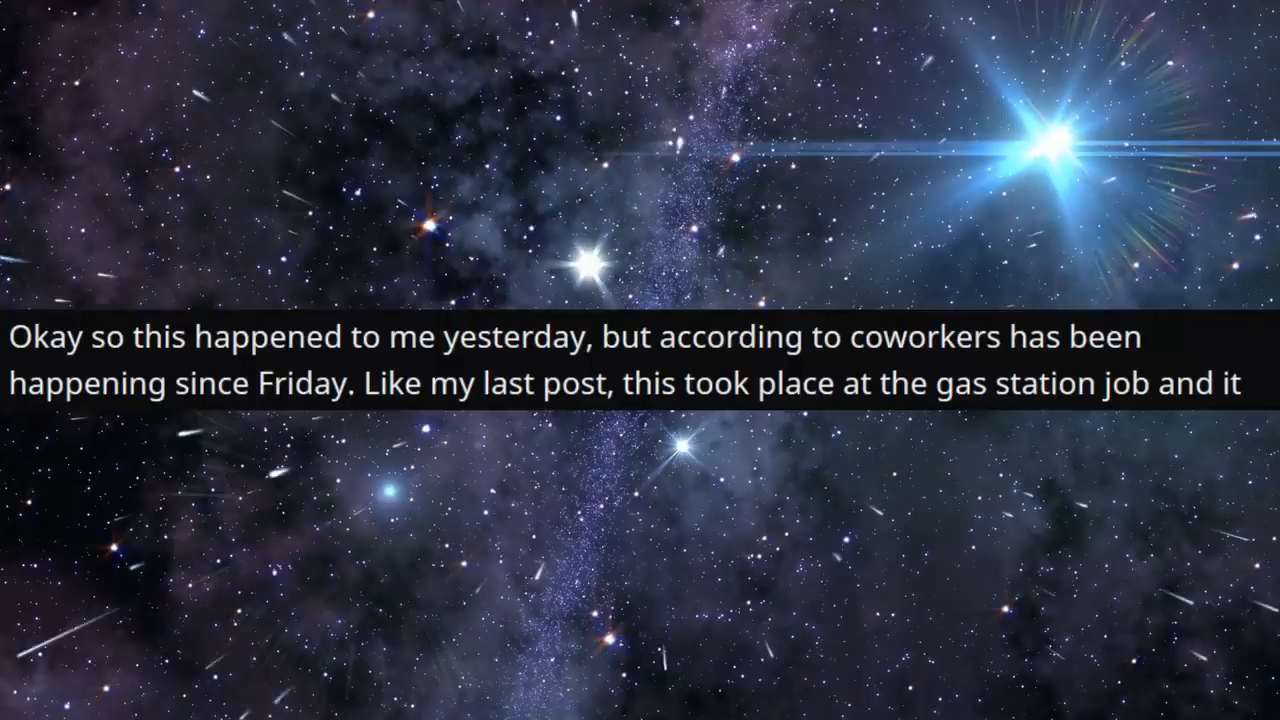 Okay so this happened to me yesterday, but according to coworkers has been
happening since Friday. Like my last post, this took place at the gas station job and it